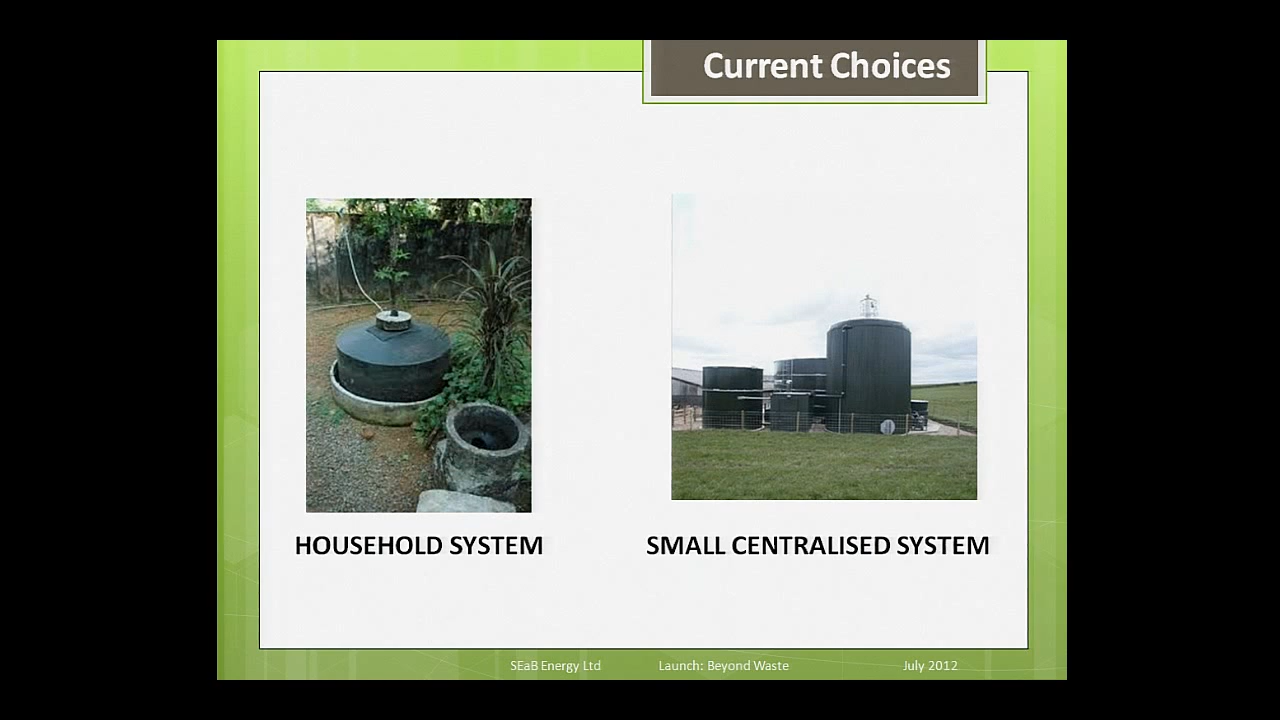 Current Choices
HOUSEHOLD SYSTEM
SMALL CENTRALISED SYSTEM
SEaB Energy Ltd
Launch: Beyond Waste
July 2012